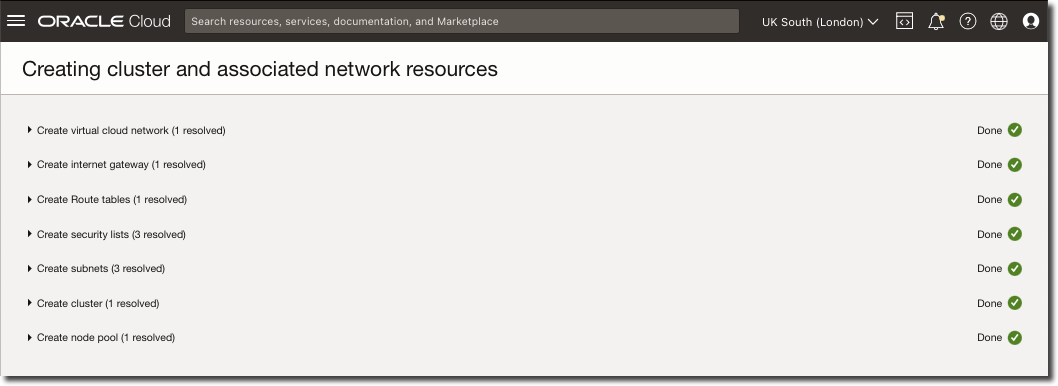 ORACLE Cloud Search resources, services, documentation, and Marketplace UK South (London)
Creating cluster and associated network resources
Create virtual cloud network (1 resolved) Done
Create internet gateway (1 resolved) Done
Create Route tables (1 resolved) Done
Create security lists (3 resolved) Done
Create subnets (3 resolved) Done
Create cluster (1 resolved) Done
Create node pool (1 resolved) Done